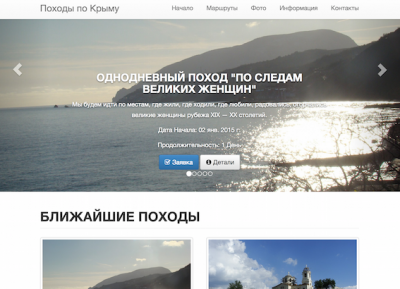 Походы по Крыму
Начало Маршруты Фото Информация Контакты
ОДНОДНЕВНЫЙ ПОХОД "ПО СЛЕДАМ
ВЕЛИКИХ ЖЕНЩИН"
Мы будем идти по местам, где жили, где ходили, где любили, радовались
великие женщины рубежа XIX — XX столетий.
Дата Начала: 02 янв. 2015 г.
Продолжительность: 1 День
Заявка Детали
БЛИЖАЙШИЕ ПОХОДЫ